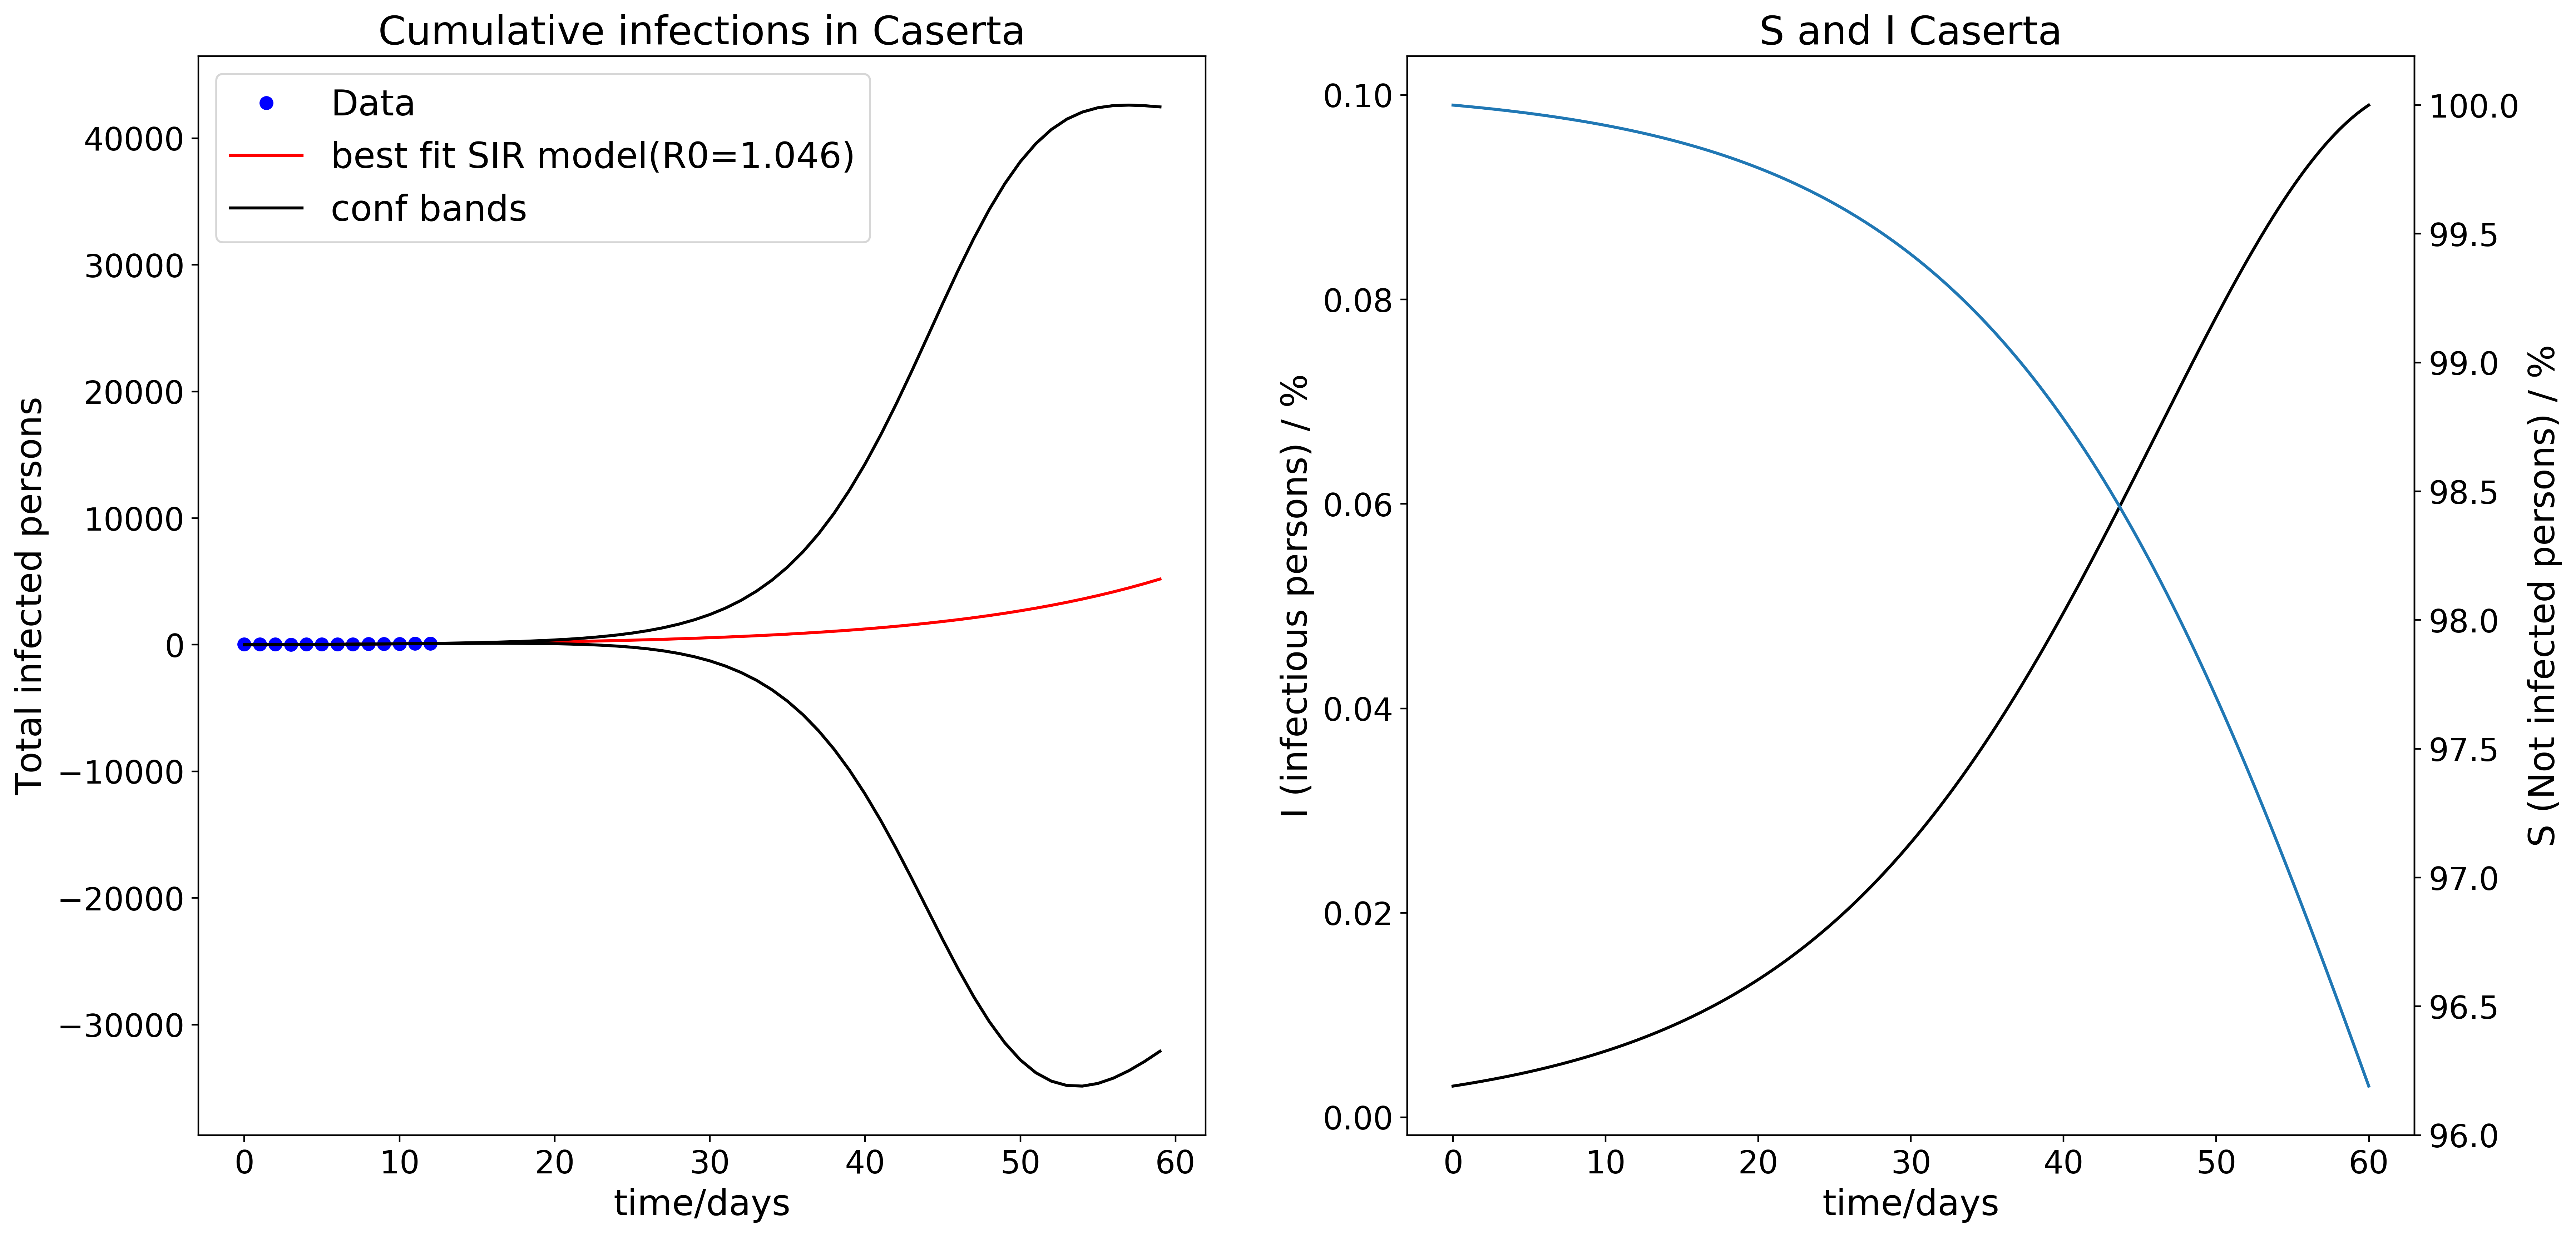 Cumulative infections in Caserta
Data
best fit SIR model(R0=1.046)
conf bands
Total infected persons
40000
30000
20000
10000
0
−10000
−20000
−30000
0 10 20 30 40 50 60
time/days
S and I Caserta
I (infectious persons) / %
0.10
0.08
0.06
0.04
0.02
0.00
0 10 20 30 40 50 60
time/days
100.0
99.5
99.0
98.5
98.0
97.5
97.0
96.5
96.0
S (Not infected persons) / %